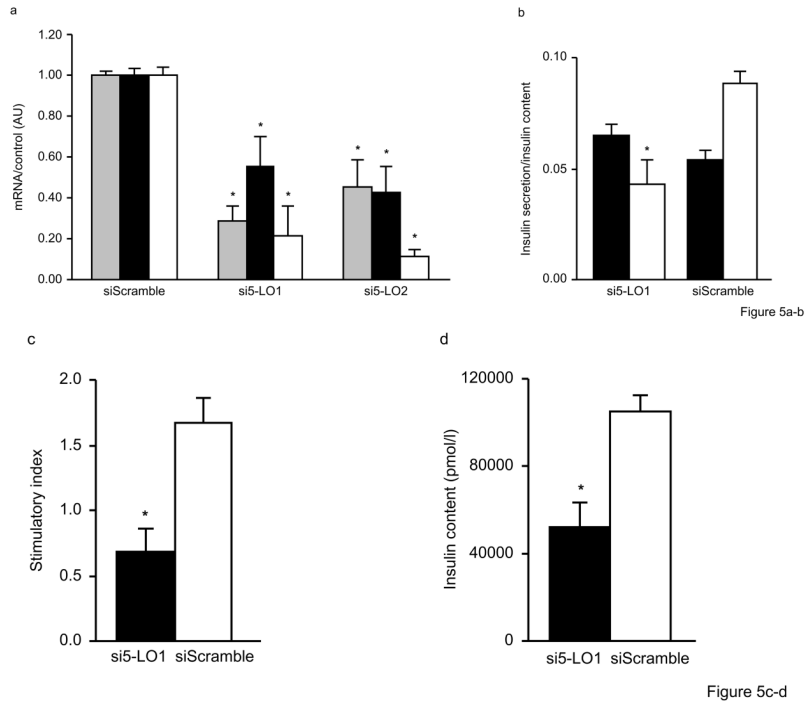 a
mRNA/control (AU)
1.20
1.00
0.80
0.60
0.40
0.20
0.00
*
*
*
*
*
*
siScramble si5-LO1 si5-LO2
b
Insulin secretion/insulin content
0.10
0.05
0.00
*
si5-LO1 siScramble
Figure 5a-b
c
Stimulatory index
2.0
1.5
1.0
0.5
0.0
*
si5-LO1 siScramble
d
Insulin content (pmol/l)
120000
80000
40000
0
*
si5-LO1 siScramble
Figure 5c-d